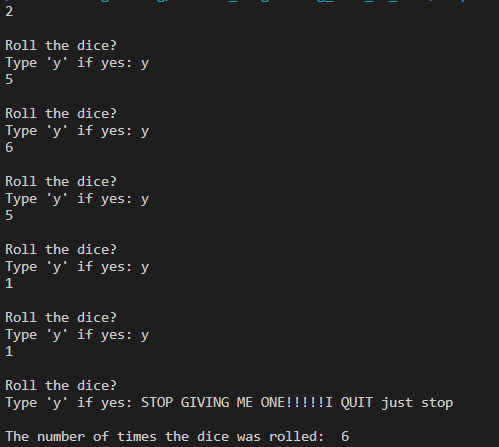 2
Roll the dice?
Type 'y' if yes: y
5
Roll the dice?
Type 'y' if yes: y
6
Roll the dice?
Type 'y' if yes: y
5
Roll the dice?
Type 'y' if yes: y
1
Roll the dice?
Type 'y' if yes: y
1
Roll the dice?
Type 'y' if yes: STOP GIVING ME ONE!!!!!I QUIT just stop
The number of times the dice was rolled:  6